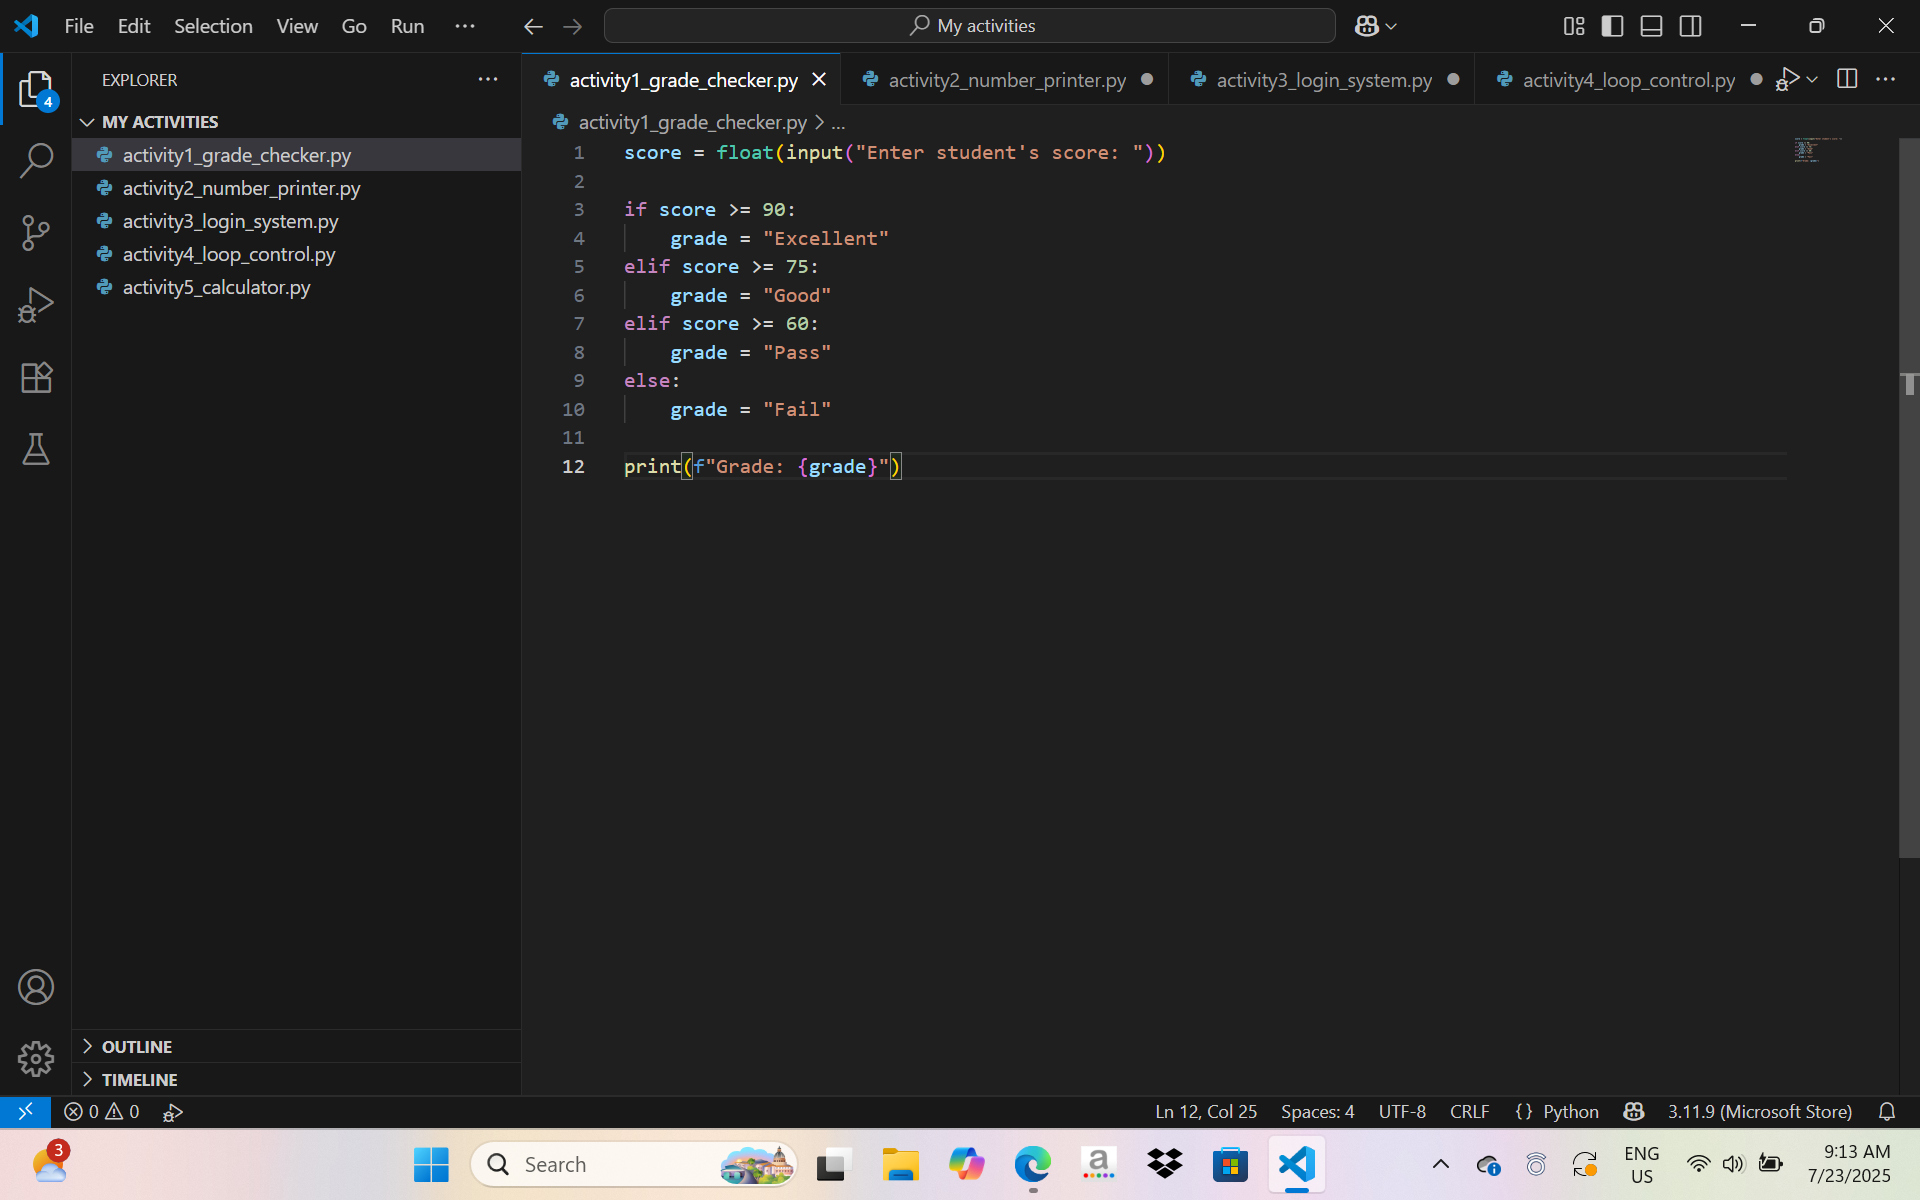 File Edit Selection View Go Run ··· My activities
EXPLORER ···
activity1_grade_checker.py activity2_number_printer.py activity3_login_system.py activity4_loop_control.py ···
4
MY ACTIVITIES
activity1_grade_checker.py
activity2_number_printer.py
activity3_login_system.py
activity4_loop_control.py
activity5_calculator.py
activity1_grade_checker.py > ...
1 score = float(input("Enter student's score: "))
2
3 if score >= 90:
4 grade = "Excellent"
5 elif score >= 75:
6 grade = "Good"
7 elif score >= 60:
8 grade = "Pass"
9 else:
10 grade = "Fail"
11
12 print(f"Grade: {grade}")
OUTLINE
TIMELINE
0 0 Ln 12, Col 25 Spaces: 4 UTF-8 CRLF {} Python 3.11.9 (Microsoft Store)
3 Search a ENG 9:13 AM
US 7/23/2025